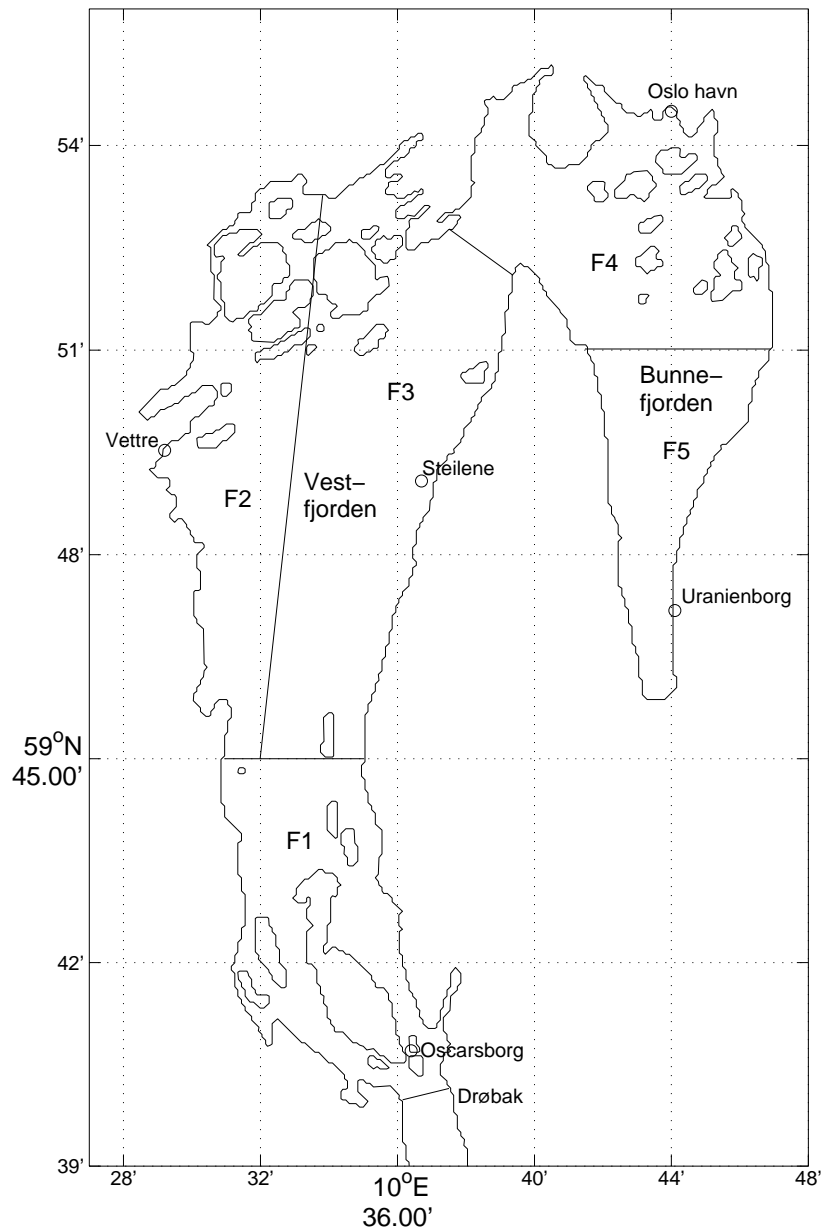 Oslo havn
54’
F4
51’
Bunne–
fjorden
F3
Vettre
F5
Steilene
Vest–
fjorden
F2
48’
Uranienborg
59°N
45.00’
F1
42’
Oscarsborg
Drøbak
39’
28’
32’
10°E
36.00’
40’
44’
48’